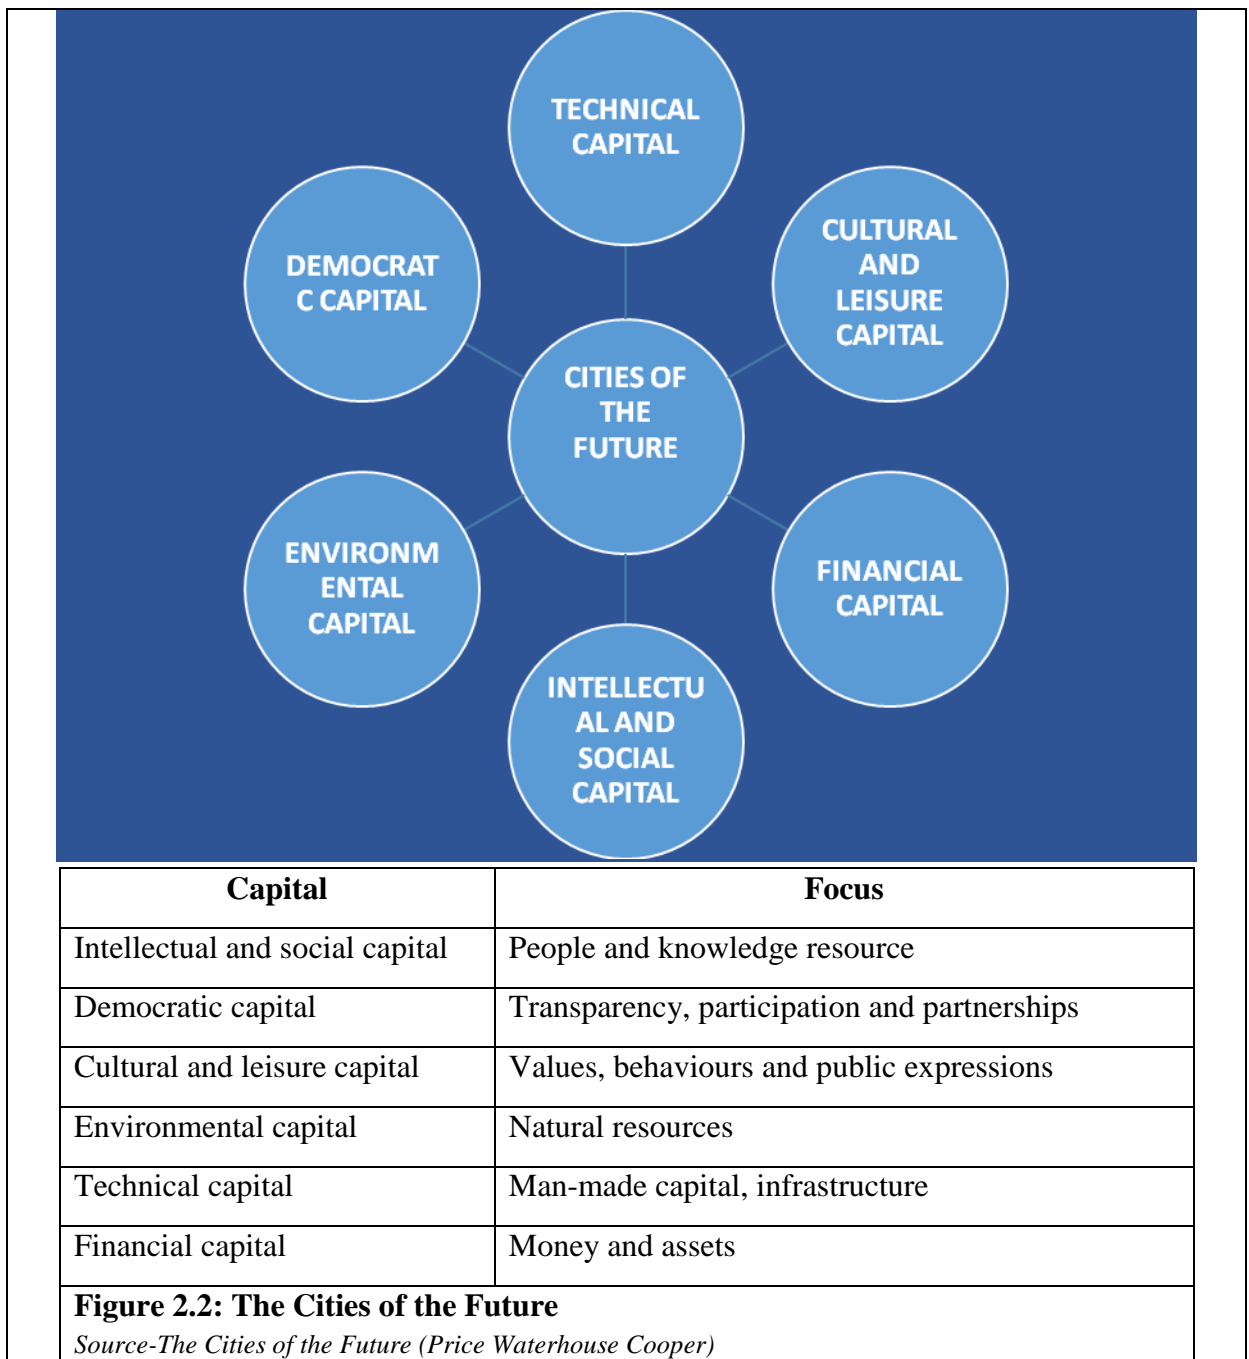 TECHNICAL
CAPITAL
CULTURAL
AND
LEISURE
CAPITAL
DEMOCRAT
C CAPITAL
CITIES OF
THE
FUTURE
ENVIRONM
ENTAL
CAPITAL
FINANCIAL
CAPITAL
INTELLECTU
AL AND
SOCIAL
CAPITAL
Capital Focus
Intellectual and social capital People and knowledge resource
Democratic capital Transparency, participation and partnerships
Cultural and leisure capital Values, behaviours and public expressions
Environmental capital Natural resources
Technical capital Man-made capital, infrastructure
Financial capital Money and assets
Figure 2.2: The Cities of the Future
Source-The Cities of the Future (Price Waterhouse Cooper)